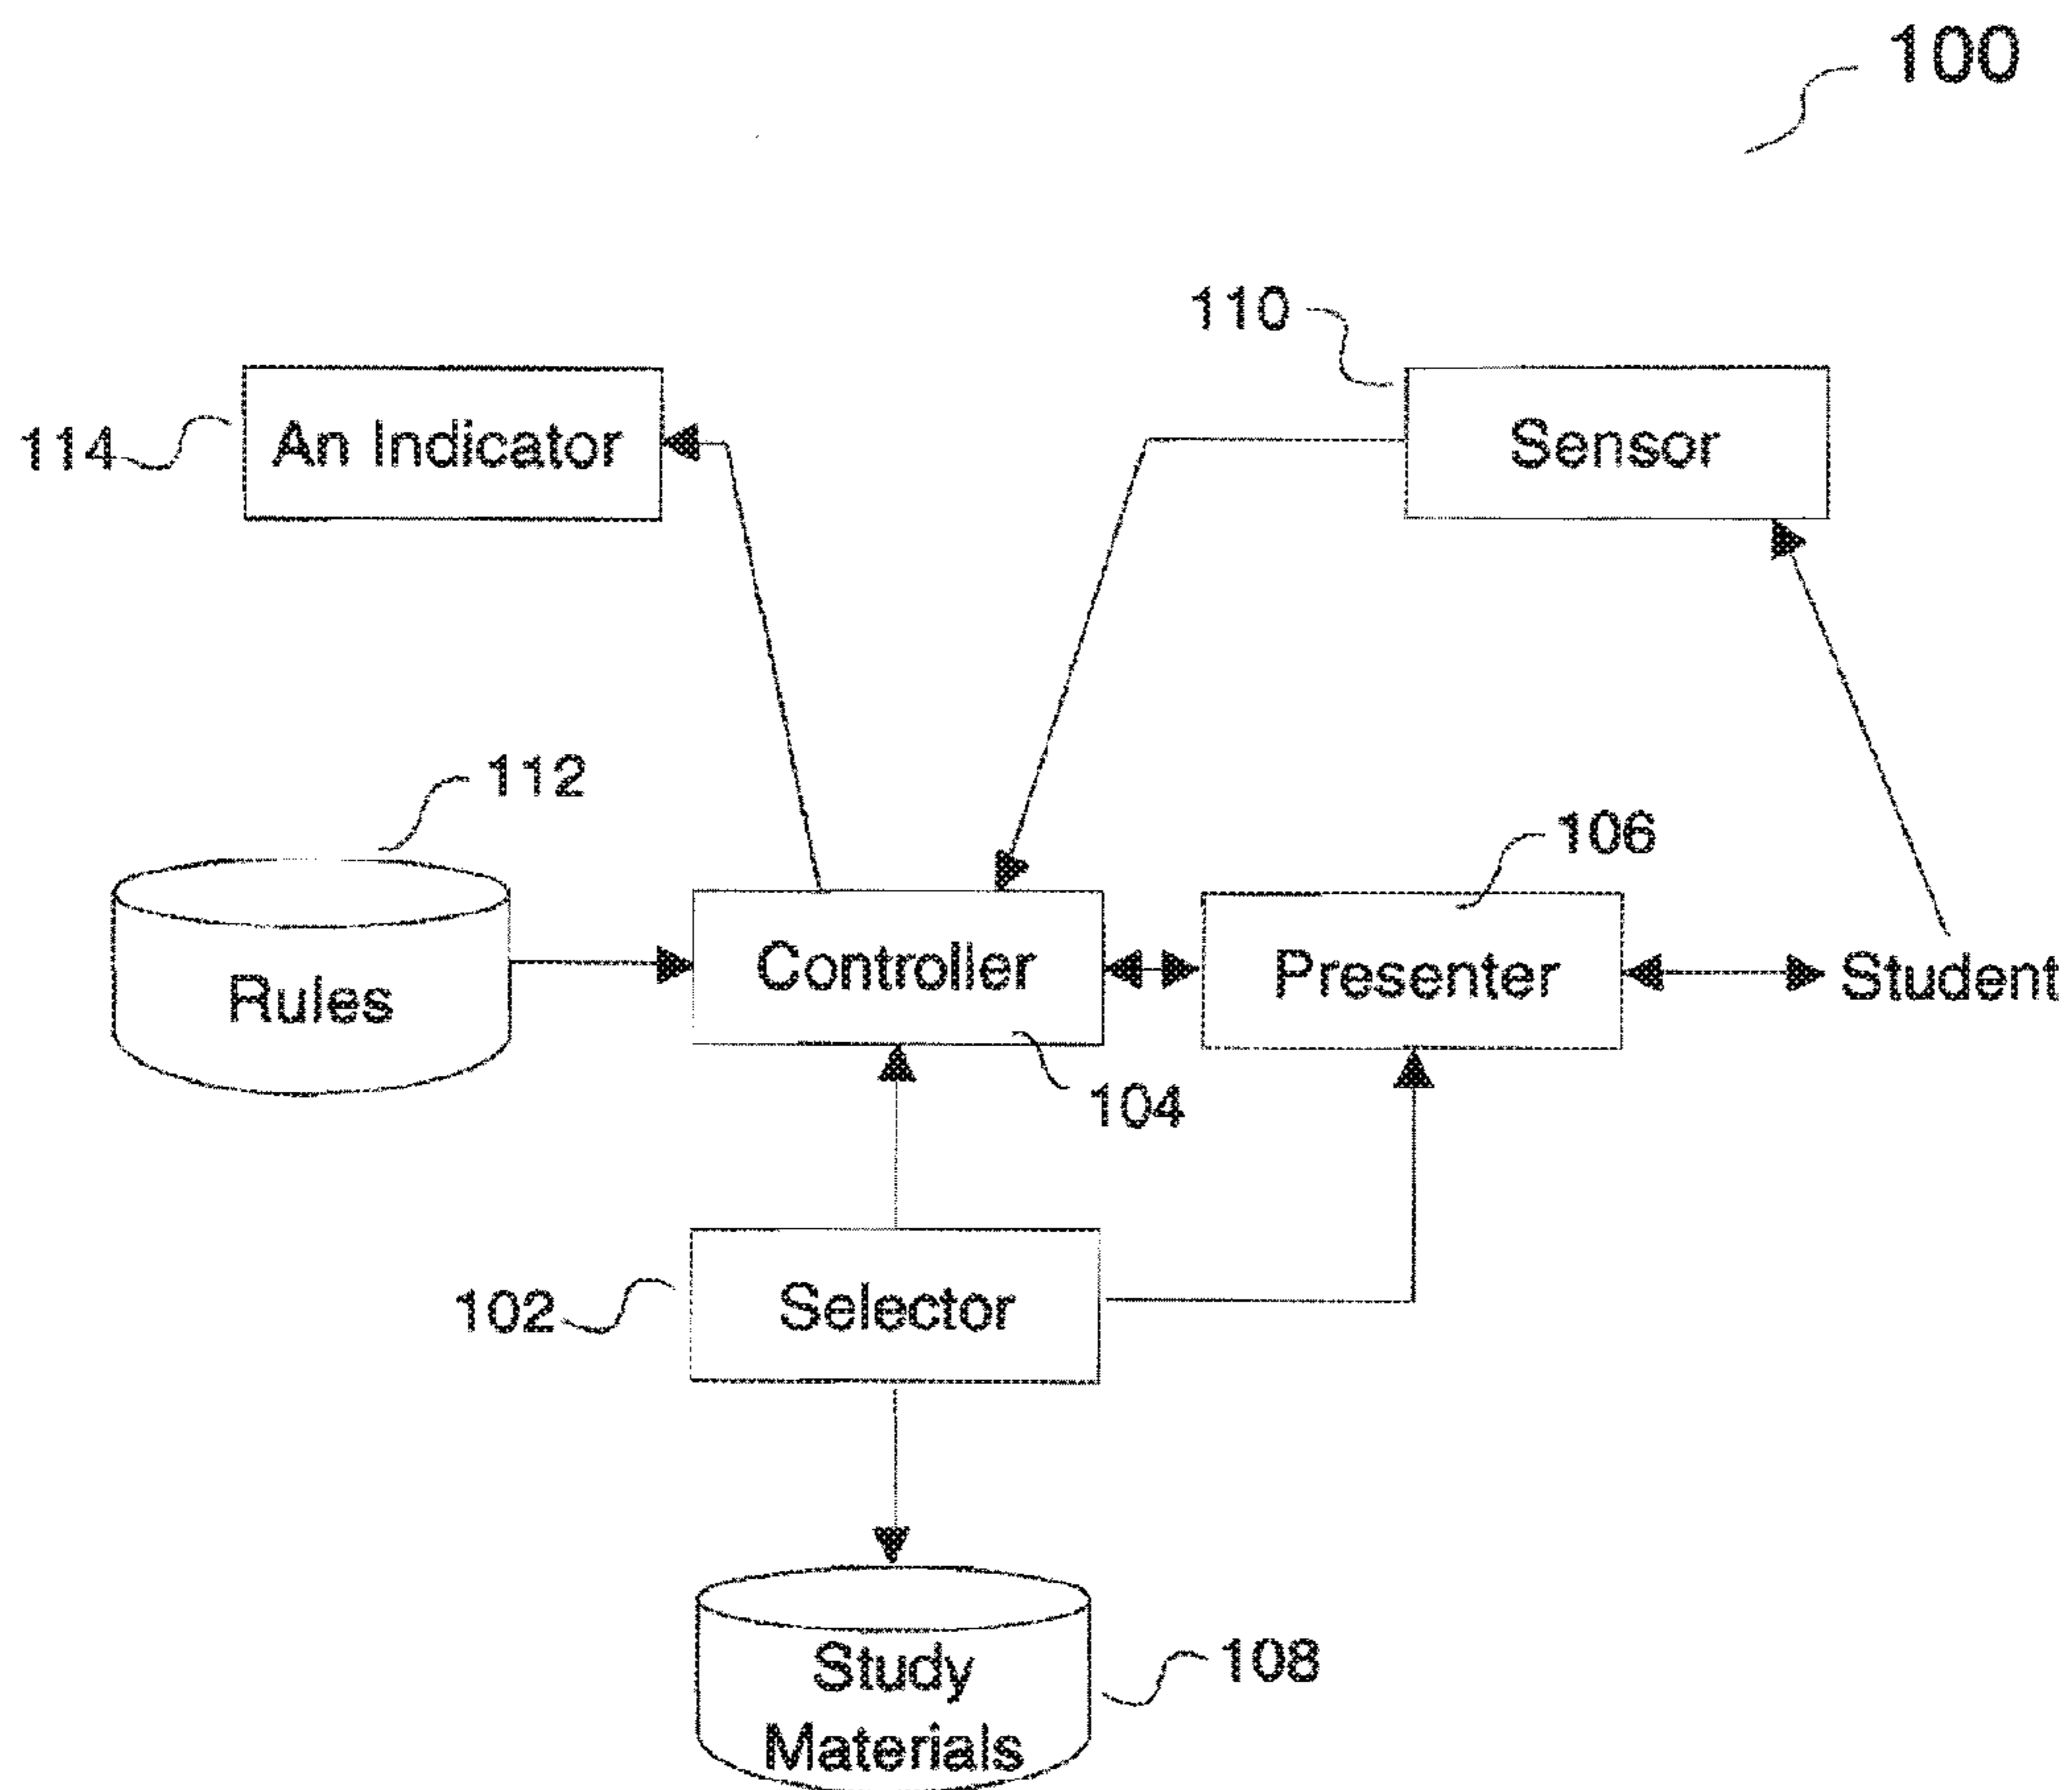 100
110
114
An Indicator
Sensor
112
106
Rules
Controller
Presenter
Student
104
102
Selector
Study
Materials
108